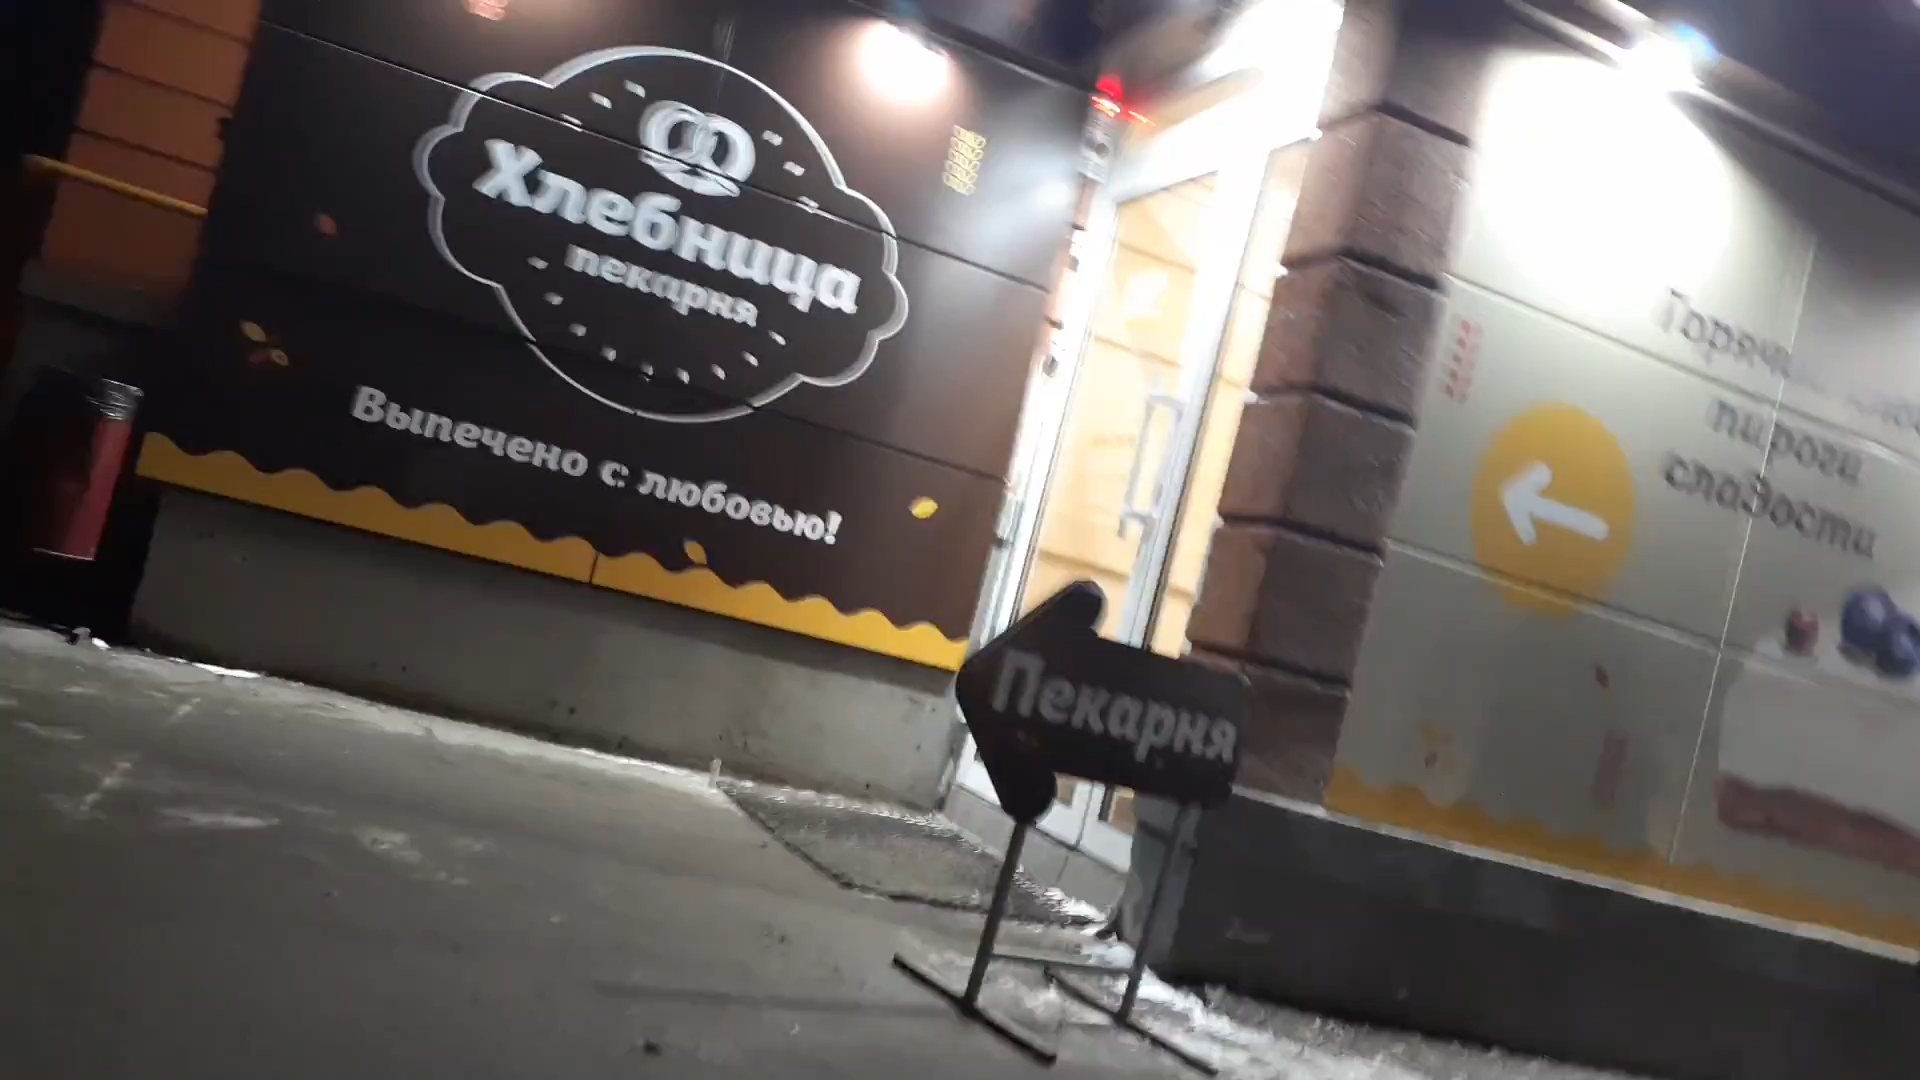 Хлебница
пекарня
Выпечено с любовью!
Пекарня
пироги
сладости